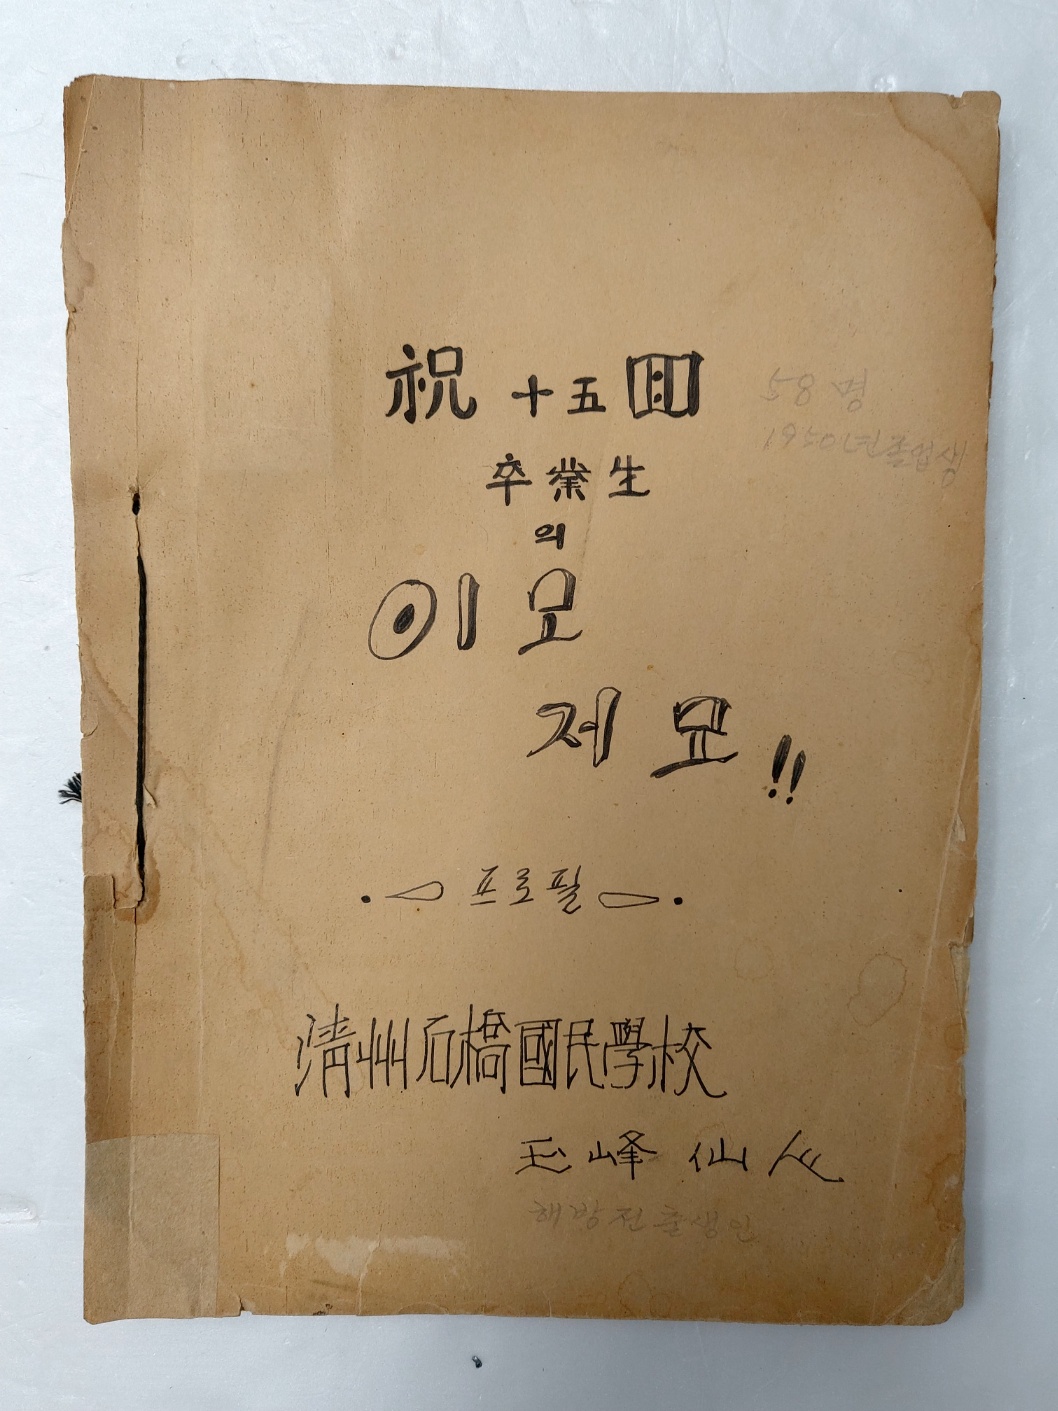 祝 十五回
58명
1950년졸업생
卒業生
의
이모
저모!!
프로필
淸州石橋國民學校
玉峰 仙人
해방전출생인